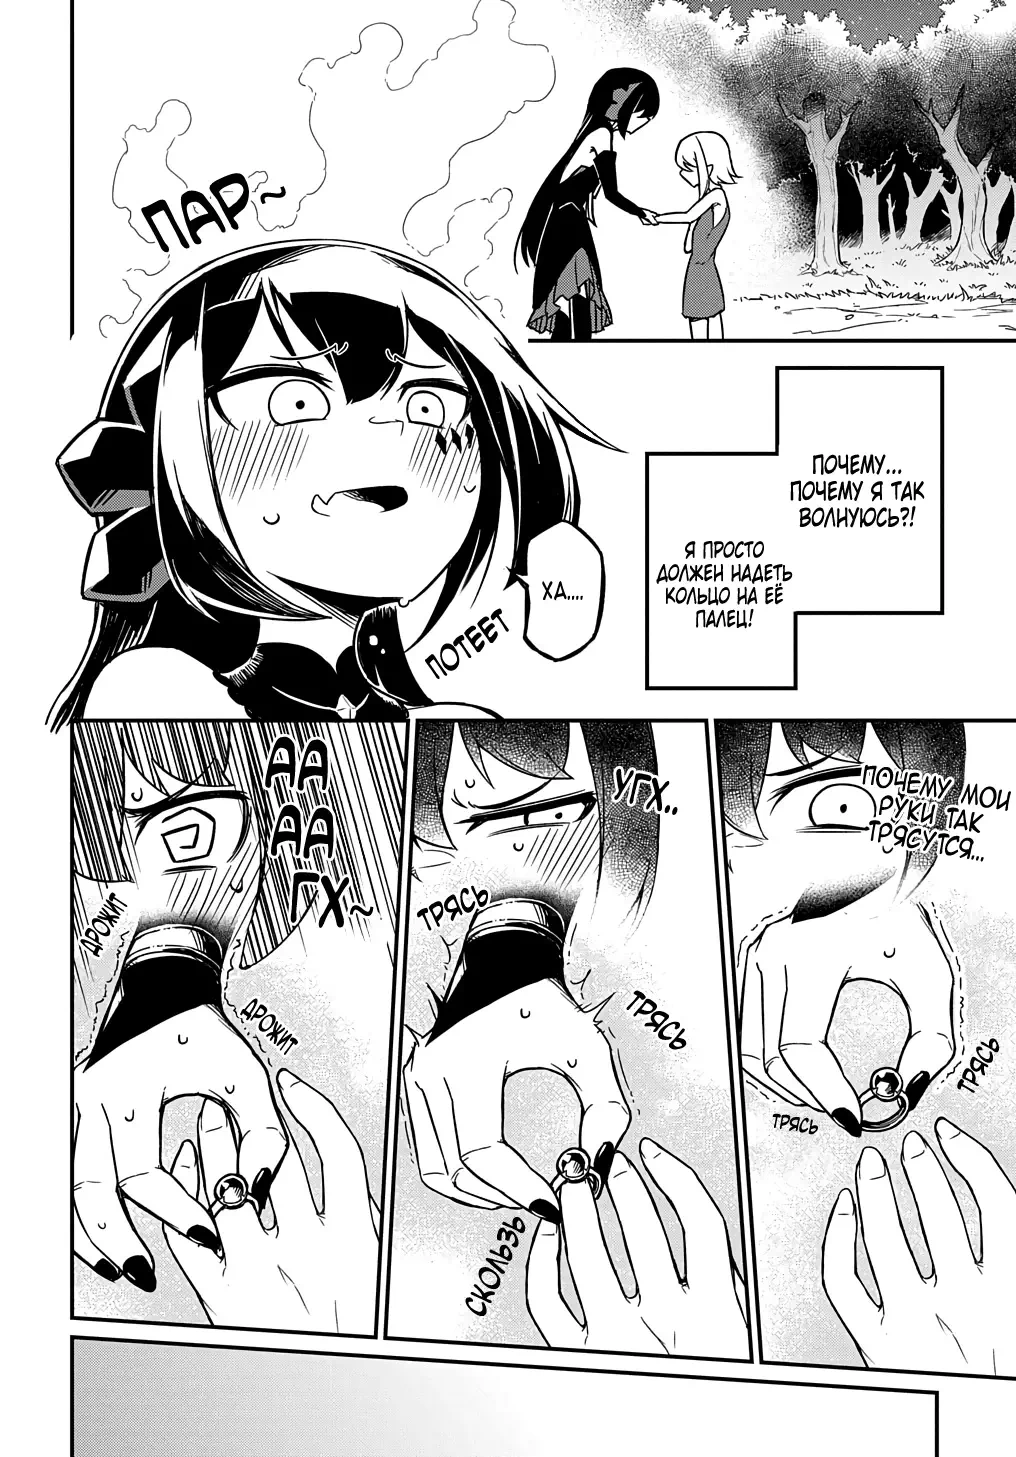 ПОЧЕМУ...
ПОЧЕМУ Я ТАК
ВОЛНУЮСЬ?!
Я ПРОСТО
ДОЛЖЕН НАДЕТЬ
КОЛЬЦО НА ЕЁ
ПАЛЕЦ!
ПАР~
ХА....
ПОТЕЕТ
ПОЧЕМУ МОИ
РУКИ ТАК
ТРЯСУТСЯ...
ТРЯСЬ
ТРЯСЬ
УГХ..
ТРЯСЬ
ТРЯСЬ
СКОЛЬЗЬ
АА
АА
ГХ~
ДРОЖИТ
ДРОЖИТ